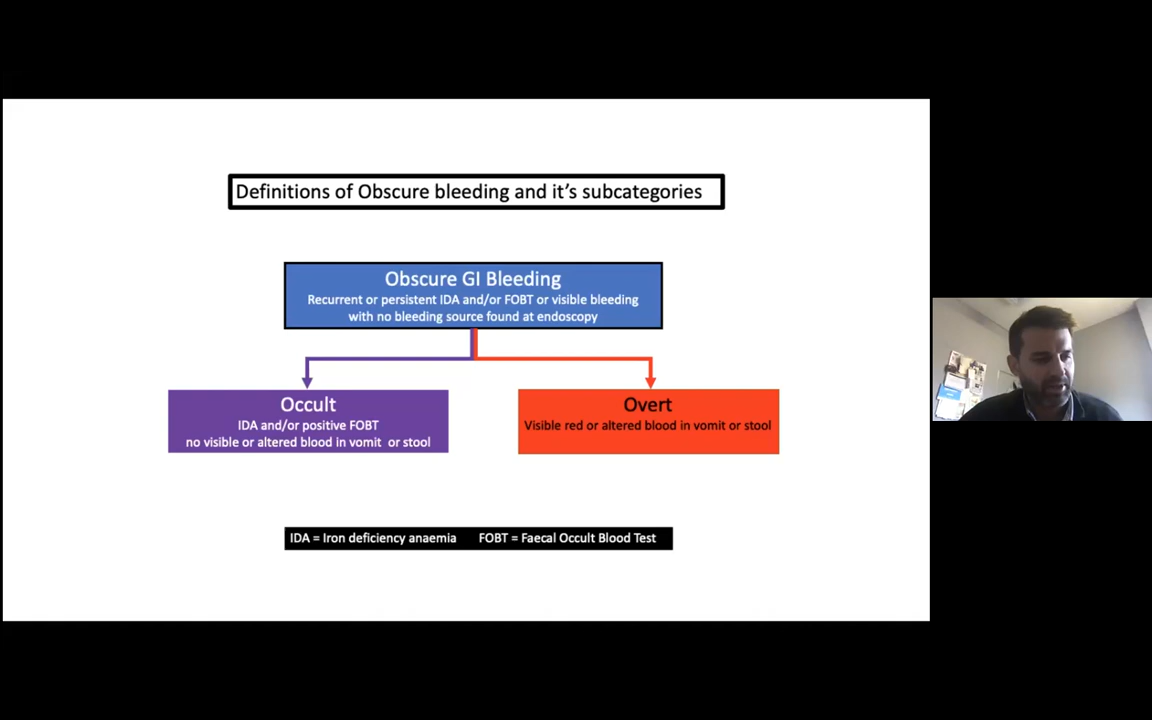 Definitions of Obscure bleeding and it's subcategories
Obscure GI Bleeding
Recurrent or persistent IDA and/or FOBT or visible bleeding
with no bleeding source found at endoscopy
Occult
IDA and/or positive FOBT
no visible or altered blood in vomit or stool
Overt
Visible red or altered blood in vomit or stool
IDA = Iron deficiency anaemia FOBT = Faecal Occult Blood Test